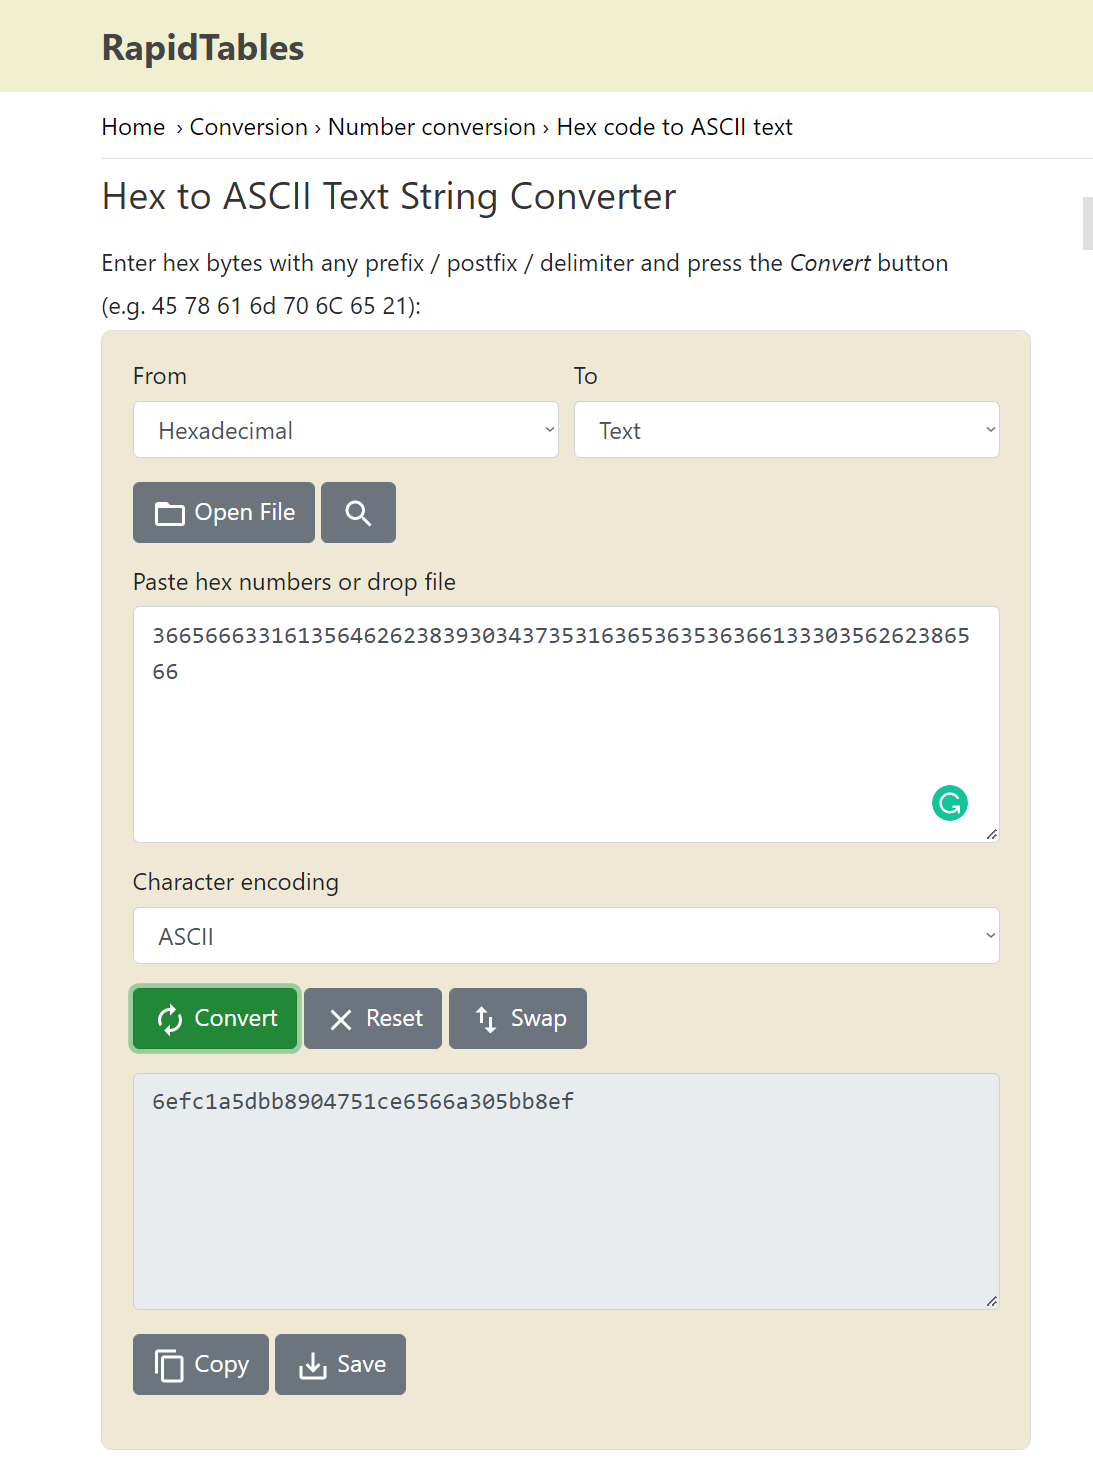 RapidTables
Home › Conversion › Number conversion › Hex code to ASCII text
Hex to ASCII Text String Converter
Enter hex bytes with any prefix / postfix / delimiter and press the Convert button
(e.g. 45 78 61 6d 70 6C 65 21):
From To
Hexadecimal Text
Open File
Paste hex numbers or drop file
36656663316135646262383930343735316365363536366133303562623865
66
Character encoding
ASCII
Convert Reset Swap
6efc1a5dbb8904751ce6566a305bb8ef
Copy Save